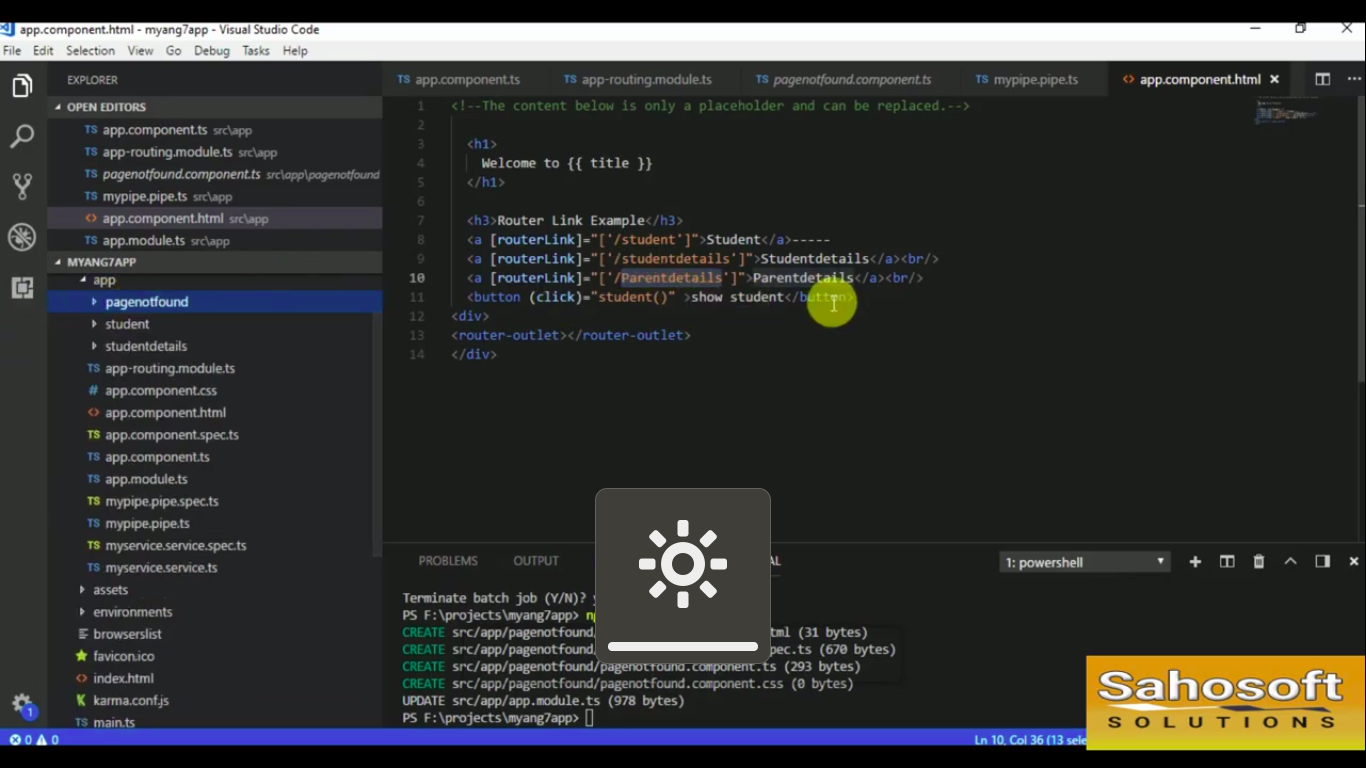 app.component.html - myang7app - Visual Studio Code
File Edit Selection View Go Debug Tasks Help
EXPLORER
OPEN EDITORS
TS app.component.ts src\app
TS app-routing.module.ts src\app
TS pagenotfound.component.ts src\app\pagenotfound
TS mypipe.pipe.ts src\app
<> app.component.html src\app
TS app.module.ts src\app
MYANG7APP
app
pagenotfound
student
studentdetails
TS app-routing.module.ts
# app.component.css
<> app.component.html
TS app.component.spec.ts
TS app.component.ts
TS app.module.ts
TS mypipe.pipe.spec.ts
TS mypipe.pipe.ts
TS myservice.service.spec.ts
TS myservice.service.ts
assets
environments
browserslist
favicon.ico
<> index.html
karma.conf.js
TS main.ts
1
0 0
TS app.component.ts TS app-routing.module.ts TS pagenotfound.component.ts TS mypipe.pipe.ts <> app.component.html
1 <!--The content below is only a placeholder and can be replaced.-->
2
3 <h1>
4 Welcome to {{ title }}
5 </h1>
6
7 <h3>Router Link Example</h3>
8 <a [routerLink]="['/student']">Student</a>-----
9 <a [routerLink]="['/studentdetails']">Studentdetails</a><br/>
10 <a [routerLink]="['/Parentdetails']">Parentdetails</a><br/>
11 <button (click)="student()" >show student</button>
12 <div>
13 <router-outlet></router-outlet>
14 </div>
PROBLEMS OUTPUT AL 1: powershell
Terminate batch job (Y/N)? y
PS F:\projects\myang7app> n
CREATE src/app/pagenotfound/ tml (31 bytes)
CREATE src/app/pagenotfound/ pec.ts (670 bytes)
CREATE src/app/pagenotfound/pagenotfound.component.ts (293 bytes)
CREATE src/app/pagenotfound/pagenotfound.component.css (0 bytes)
UPDATE src/app/app.module.ts (978 bytes)
PS F:\projects\myang7app>
Ln 10, Col 36 (13 sele
Sahosoft
SOLUTIONS